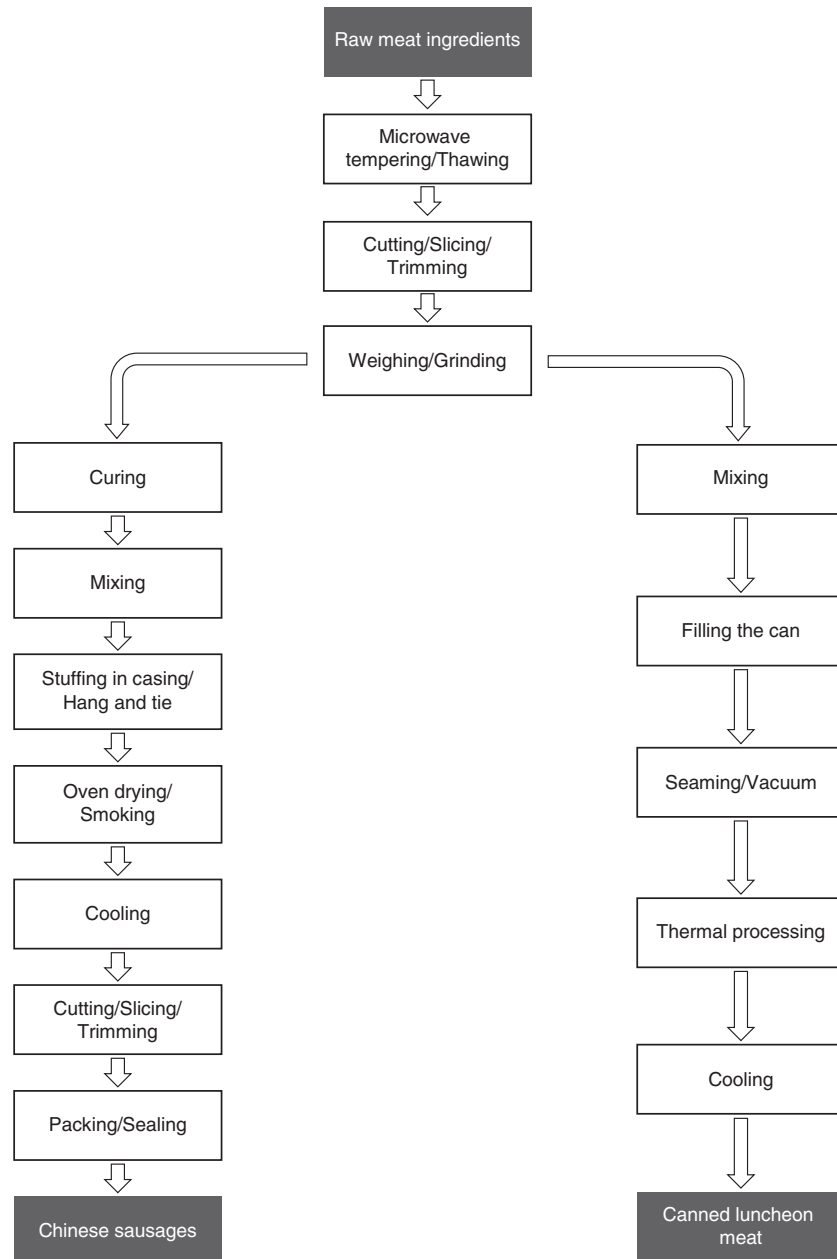 Raw meat ingredients
Microwave
tempering/Thawing
Cutting/Slicing/
Trimming
Weighing/Grinding
Curing
Mixing
Stuffing in casing/
Hang and tie
Oven drying/
Smoking
Cooling
Cutting/Slicing/
Trimming
Packing/Sealing
Chinese sausages
Mixing
Filling the can
Seaming/Vacuum
Thermal processing
Cooling
Canned luncheon
meat